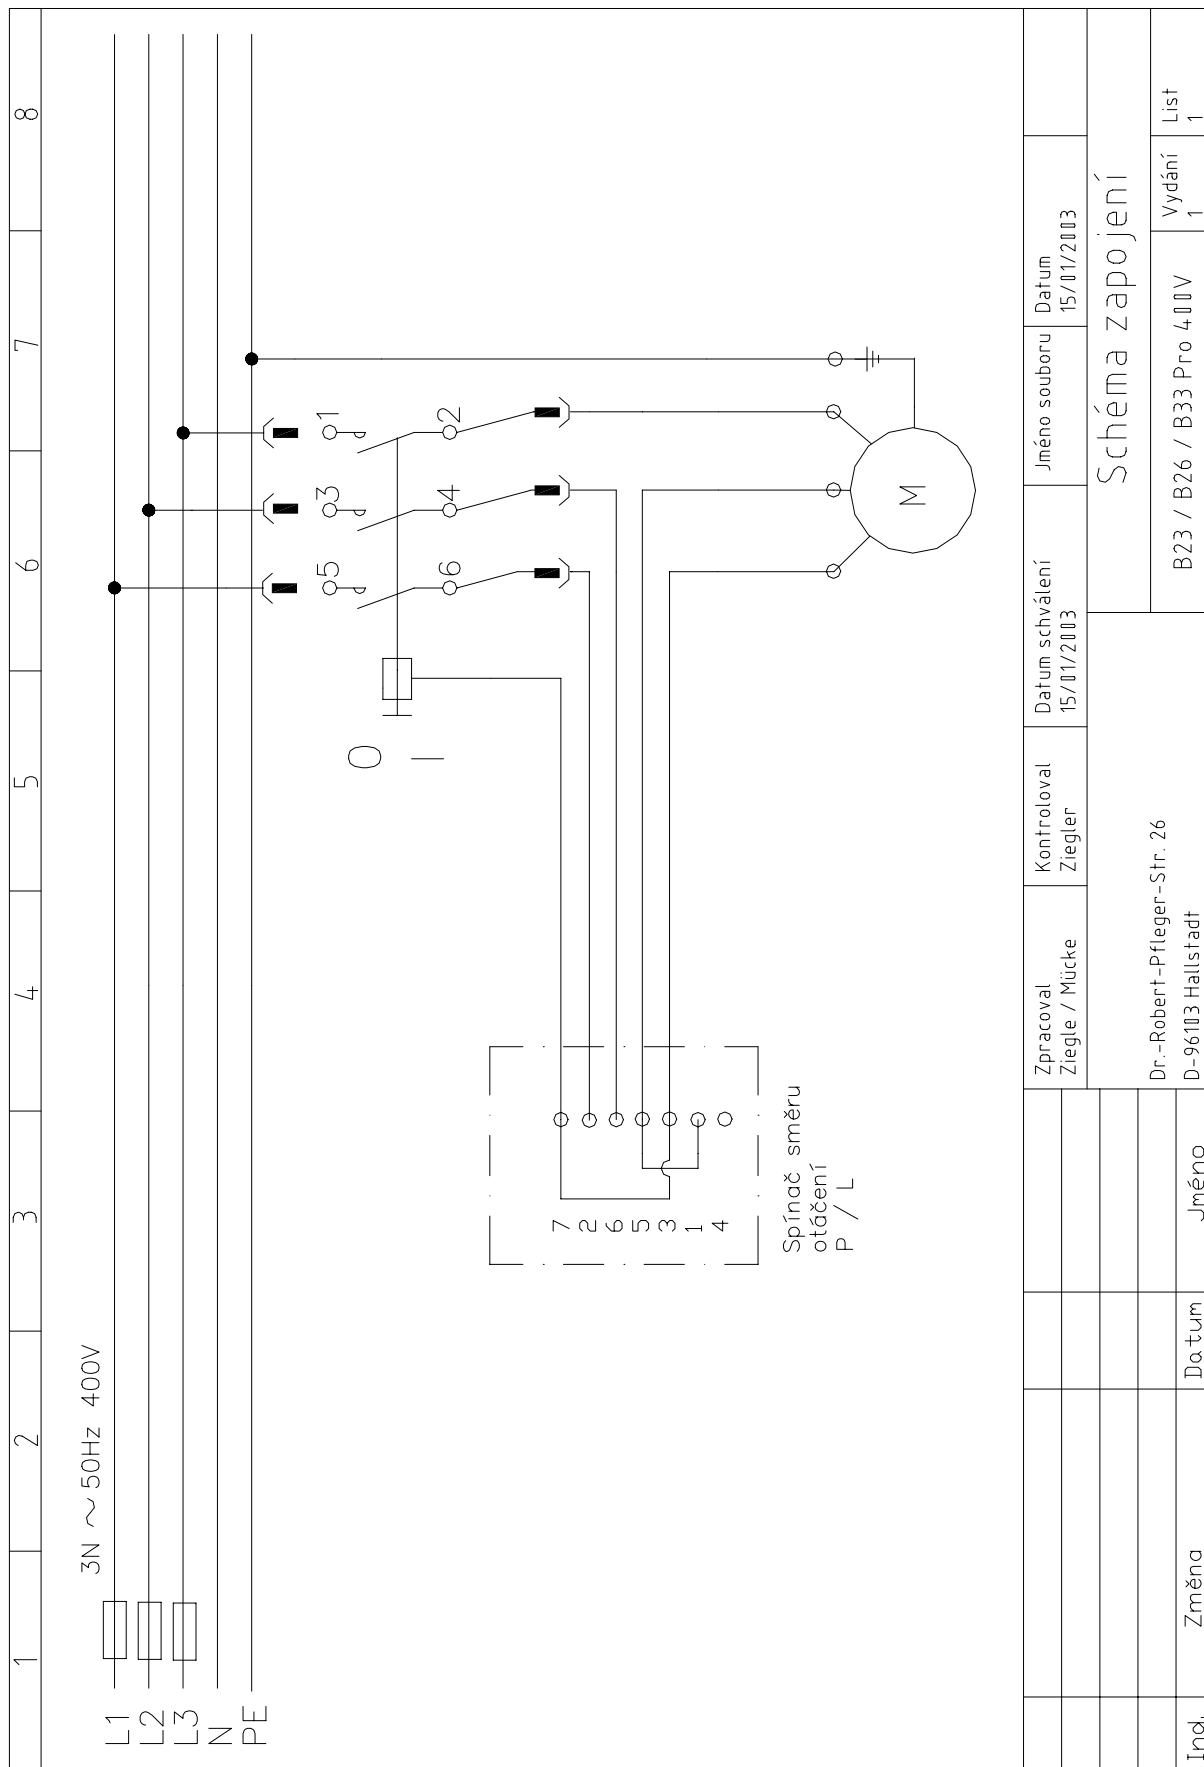 1 2 3 4 5 6 7 8
3N ~ 50Hz 400V
L1
L2
L3
N
PE
5 3 1
6 4 2
O
I
M
7
2
6
5
3
1
4
Spínač směru
otáčení
P / L
Zpracoval
Ziegle / Mücke
Kontroloval
Ziegler
Datum schválení
15/01/2003
Jméno souboru
Datum
15/01/2003
Schéma zapojení
Dr.-Robert-Pfleger-Str. 26
D-96103 Hallstadt
B23 / B26 / B33 Pro 400V
Vydání
1
List
1
Ind. Změna Datum Jméno